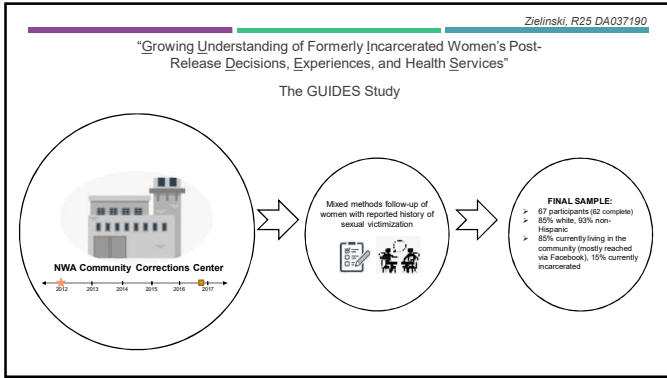 Zielinski, R25 DA037190
“Growing Understanding of Formerly Incarcerated Women’s Post-
Release Decisions, Experiences, and Health Services”
The GUIDES Study
NWA Community Corrections Center
2012 2013 2014 2015 2016 2017
Mixed methods follow-up of
women with reported history of
sexual victimization
FINAL SAMPLE:
➢ 67 participants (62 complete)
➢ 85% white, 93% non-
Hispanic
➢ 85% currently living in the
community (mostly reached
via Facebook), 15% currently
incarcerated